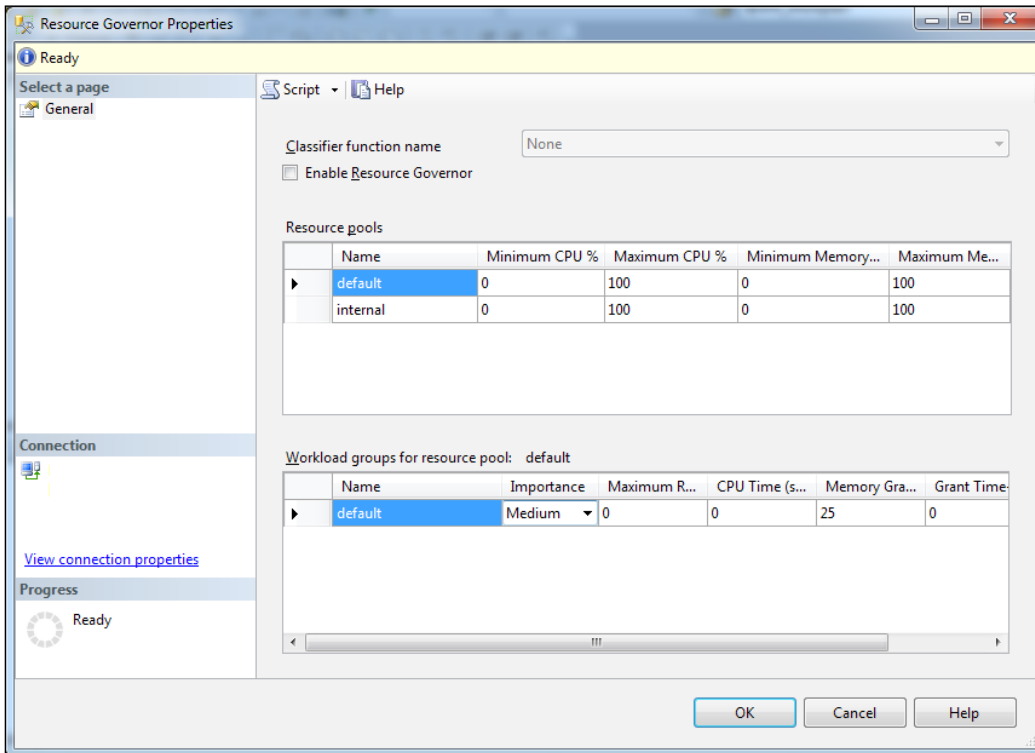 Resource Governor Properties
Ready
Select a page
General
Script Help
Classifier function name None
Enable Resource Governor
Resource pools
Name Minimum CPU % Maximum CPU % Minimum Memory... Maximum Me...
default 0 100 0 100
internal 0 100 0 100
Connection
View connection properties
Progress
Ready
Workload groups for resource pool: default
Name Importance Maximum R... CPU Time (s... Memory Gra... Grant Time-
default Medium 0 0 25 0
OK Cancel Help